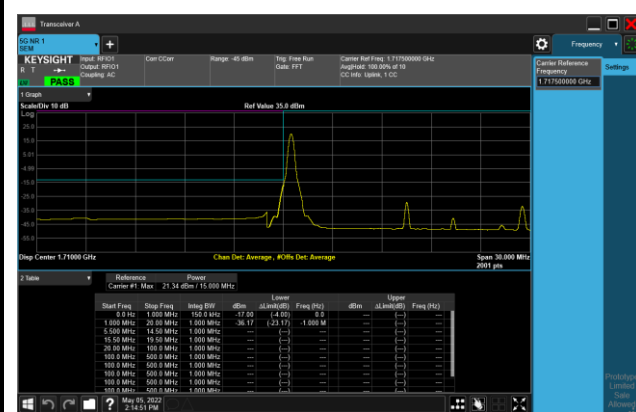 Transceiver A
5G NR 1
SEM
Frequency
KEYSIGHT
Input: RFIO1
Output: RFIO1
Coupling: AC
Corr CCorr
Range: -45 dBm
Trig: Free Run
Gate: FFT
Carrier Ref Freq: 1.717500000 GHz
Avg|Hold: 100.00% of 10
CC Info: Uplink, 1 CC
R T
PASS
Carrier Reference
Frequency
1.717500000 GHz
Settings
1 Graph
Scale/Div 10 dB
Ref Value 35.0 dBm
Log
25.0
15.0
5.01
-4.99
-15.0
-25.0
-35.0
-45.0
-55.0
Disp Center 1.71000 GHz
Chan Det: Average, #Offs Det: Average
Span 30.000 MHz
2001 pts
2 Table
Reference Power
Carrier #1 Max 21.34 dBm / 15.000 MHz
Lower Upper
Start Freq Stop Freq Integ BW dBm ΔLimit(dB) Freq (Hz) dBm ΔLimit(dB) Freq (Hz)
0.0 Hz 1.000 MHz 150.0 kHz -17.00 (-4.00) 0.0 --- (---) ---
1.000 MHz 20.00 MHz 1.000 MHz -36.17 (-23.17) -1.000 M --- (---) ---
5.500 MHz 14.50 MHz 1.000 MHz --- (---) --- --- (---) ---
15.50 MHz 19.50 MHz 1.000 MHz --- (---) --- --- (---) ---
20.00 MHz 100.0 MHz 1.000 MHz --- (---) --- --- (---) ---
100.0 MHz 500.0 MHz 1.000 MHz --- (---) --- --- (---) ---
100.0 MHz 500.0 MHz 1.000 MHz --- (---) --- --- (---) ---
100.0 MHz 500.0 MHz 1.000 MHz --- (---) --- --- (---) ---
100.0 MHz 500.0 MHz 1.000 MHz --- (---) --- --- (---) ---
100.0 MHz 500.0 MHz 1.000 MHz --- (---) --- --- (---) ---
May 05, 2022
2:14:51 PM
Prototype
Limited
Sale
Allowed